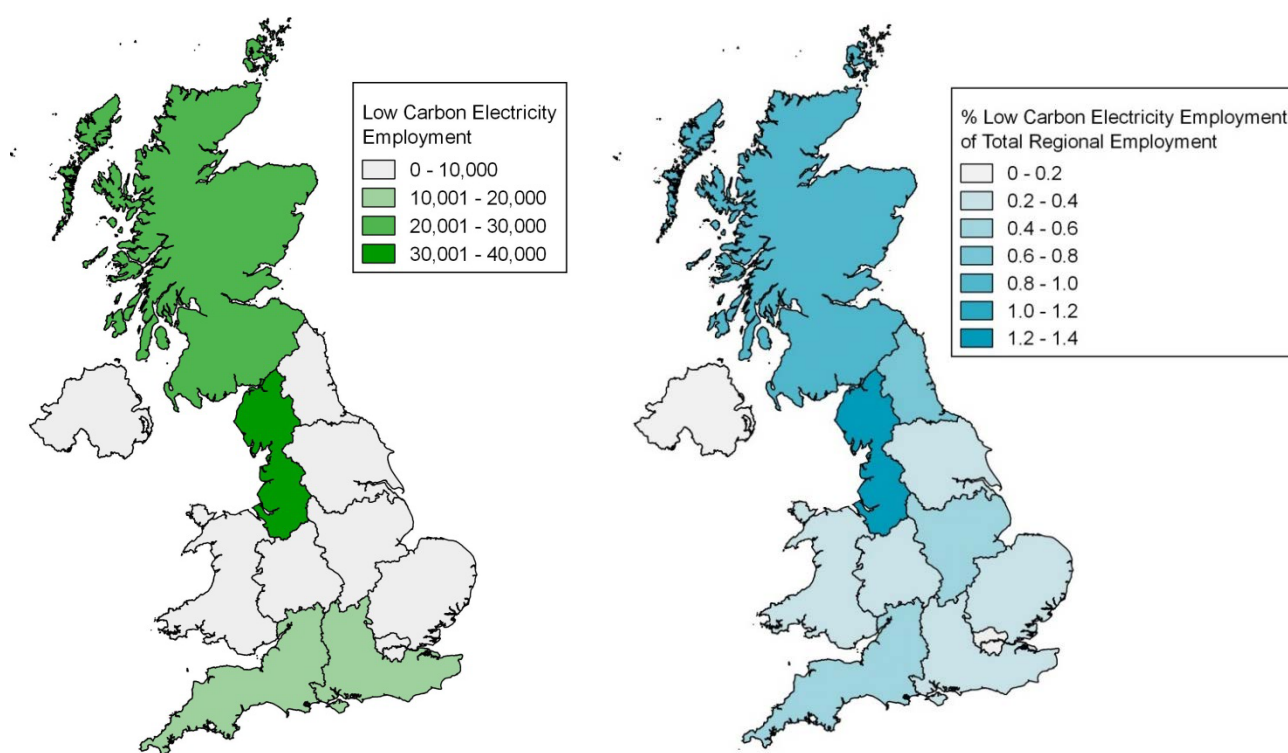 Low Carbon Electricity
Employment
0 - 10,000
10,001 - 20,000
20,001 - 30,000
30,001 - 40,000
% Low Carbon Electricity Employment
of Total Regional Employment
0 - 0.2
0.2 - 0.4
0.4 - 0.6
0.6 - 0.8
0.8 - 1.0
1.0 - 1.2
1.2 - 1.4